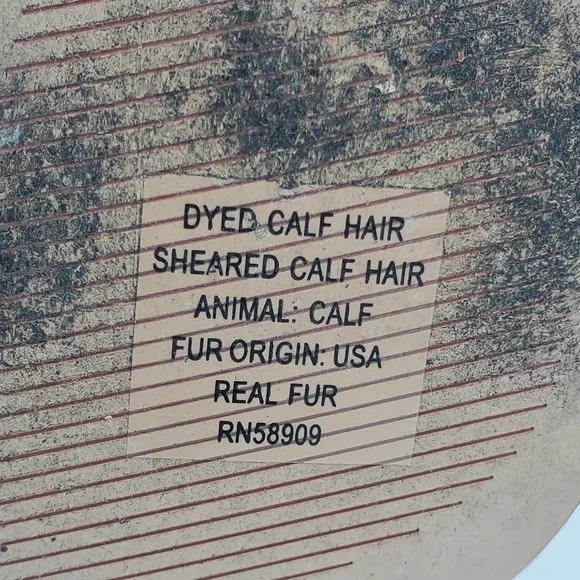 DYED CALF HAIR
SHEARED CALF HAIR
ANIMAL: CALF
FUR ORIGIN: USA
REAL FUR
RN58909